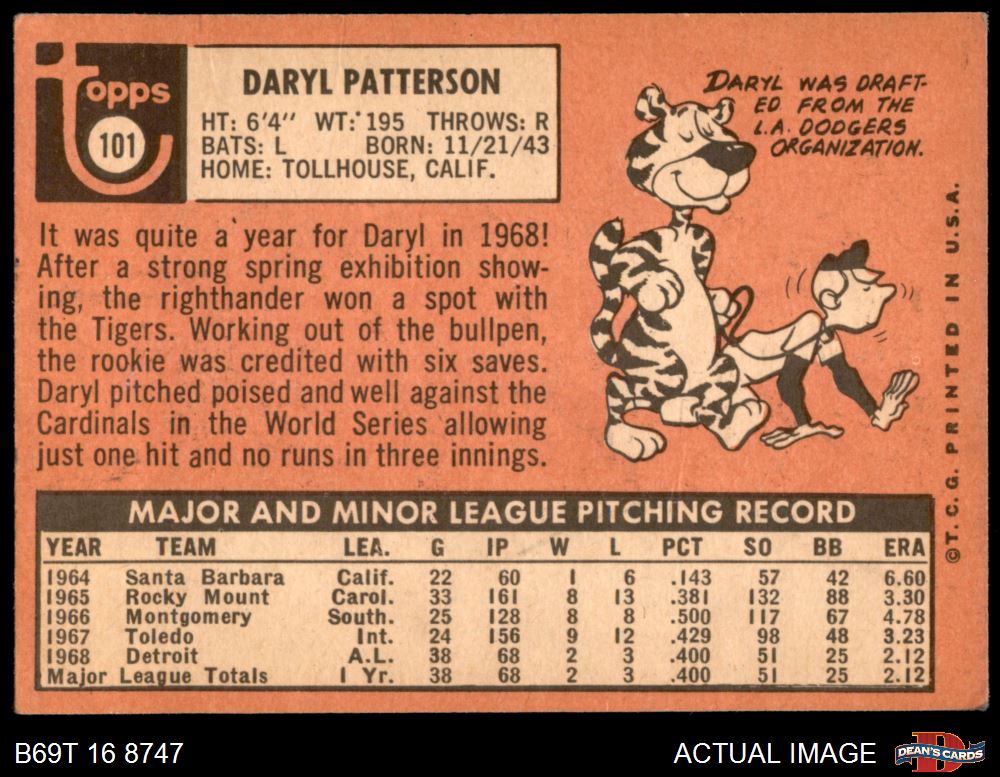 Topps
101
DARYL PATTERSON
HT: 6'4" WT: 195 THROWS: R
BATS: L BORN: 11/21/43
HOME: TOLLHOUSE, CALIF.
DARYL WAS DRAFT-
ED FROM THE
L.A. DODGERS
ORGANIZATION.
It was quite a year for Daryl in 1968!
After a strong spring exhibition show-
ing, the righthander won a spot with
the Tigers. Working out of the bullpen,
the rookie was credited with six saves.
Daryl pitched poised and well against the
Cardinals in the World Series allowing
just one hit and no runs in three innings.
MAJOR AND MINOR LEAGUE PITCHING RECORD
YEAR TEAM LEA. G IP W L PCT SO BB ERA
1964 Santa Barbara Calif. 22 60 1 6 .143 57 42 6.60
1965 Rocky Mount Carol. 33 161 8 13 .381 132 88 3.30
1966 Montgomery South. 25 128 8 8 .500 117 67 4.78
1967 Toledo Int. 24 156 9 12 .429 98 48 3.23
1968 Detroit A.L. 38 68 2 3 .400 51 25 2.12
Major League Totals 1 Yr. 38 68 2 3 .400 51 25 2.12
©T.C.G. PRINTED IN U.S.A.
B69T 16 8747
ACTUAL IMAGE
D
DEAN'S CARDS